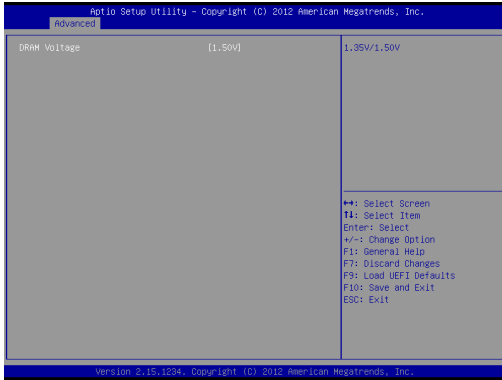 Aptio Setup Utility - Copyright (C) 2012 American Megatrends, Inc.
Advanced
DRAM Voltage [1.50V]
1.35V/1.50V
↔: Select Screen
↑↓: Select Item
Enter: Select
+/-: Change Option
F1: General Help
F7: Discard Changes
F9: Load UEFI Defaults
F10: Save and Exit
ESC: Exit
Version 2.15.1234. Copyright (C) 2012 American Megatrends, Inc.